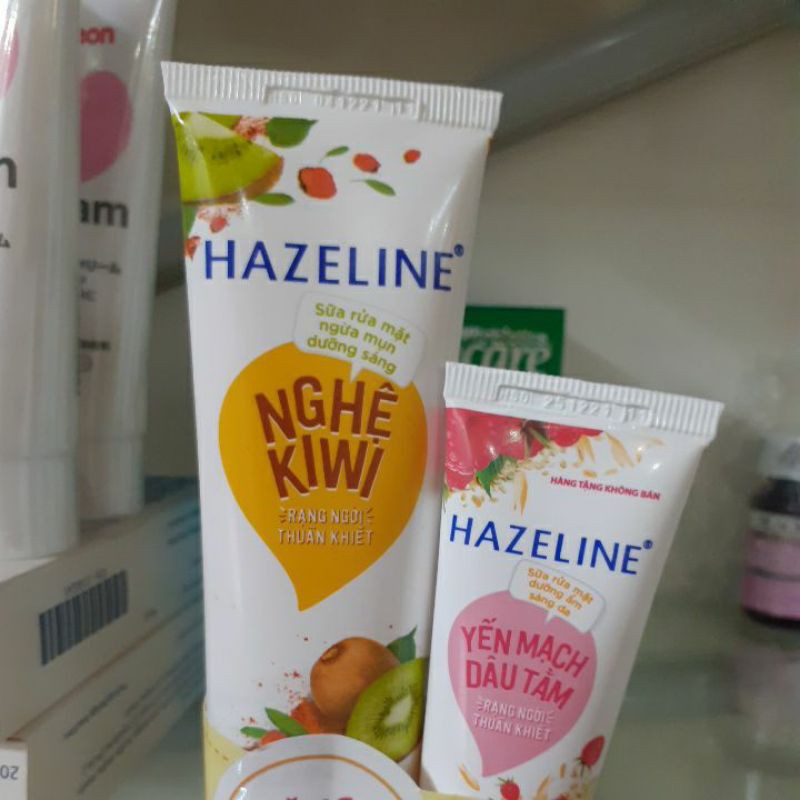 HAZELINE®
Sữa rửa mặt
ngừa mụn
dưỡng sáng
NGHỆ
KIWI
RẠNG NGỜI
THUẦN KHIẾT
HÀNG TẶNG KHÔNG BÁN
HAZELINE®
Sữa rửa mặt
dưỡng ẩm
sáng da
YẾN MẠCH
DÂU TẰM
RẠNG NGỜI
THUẦN KHIẾT
care